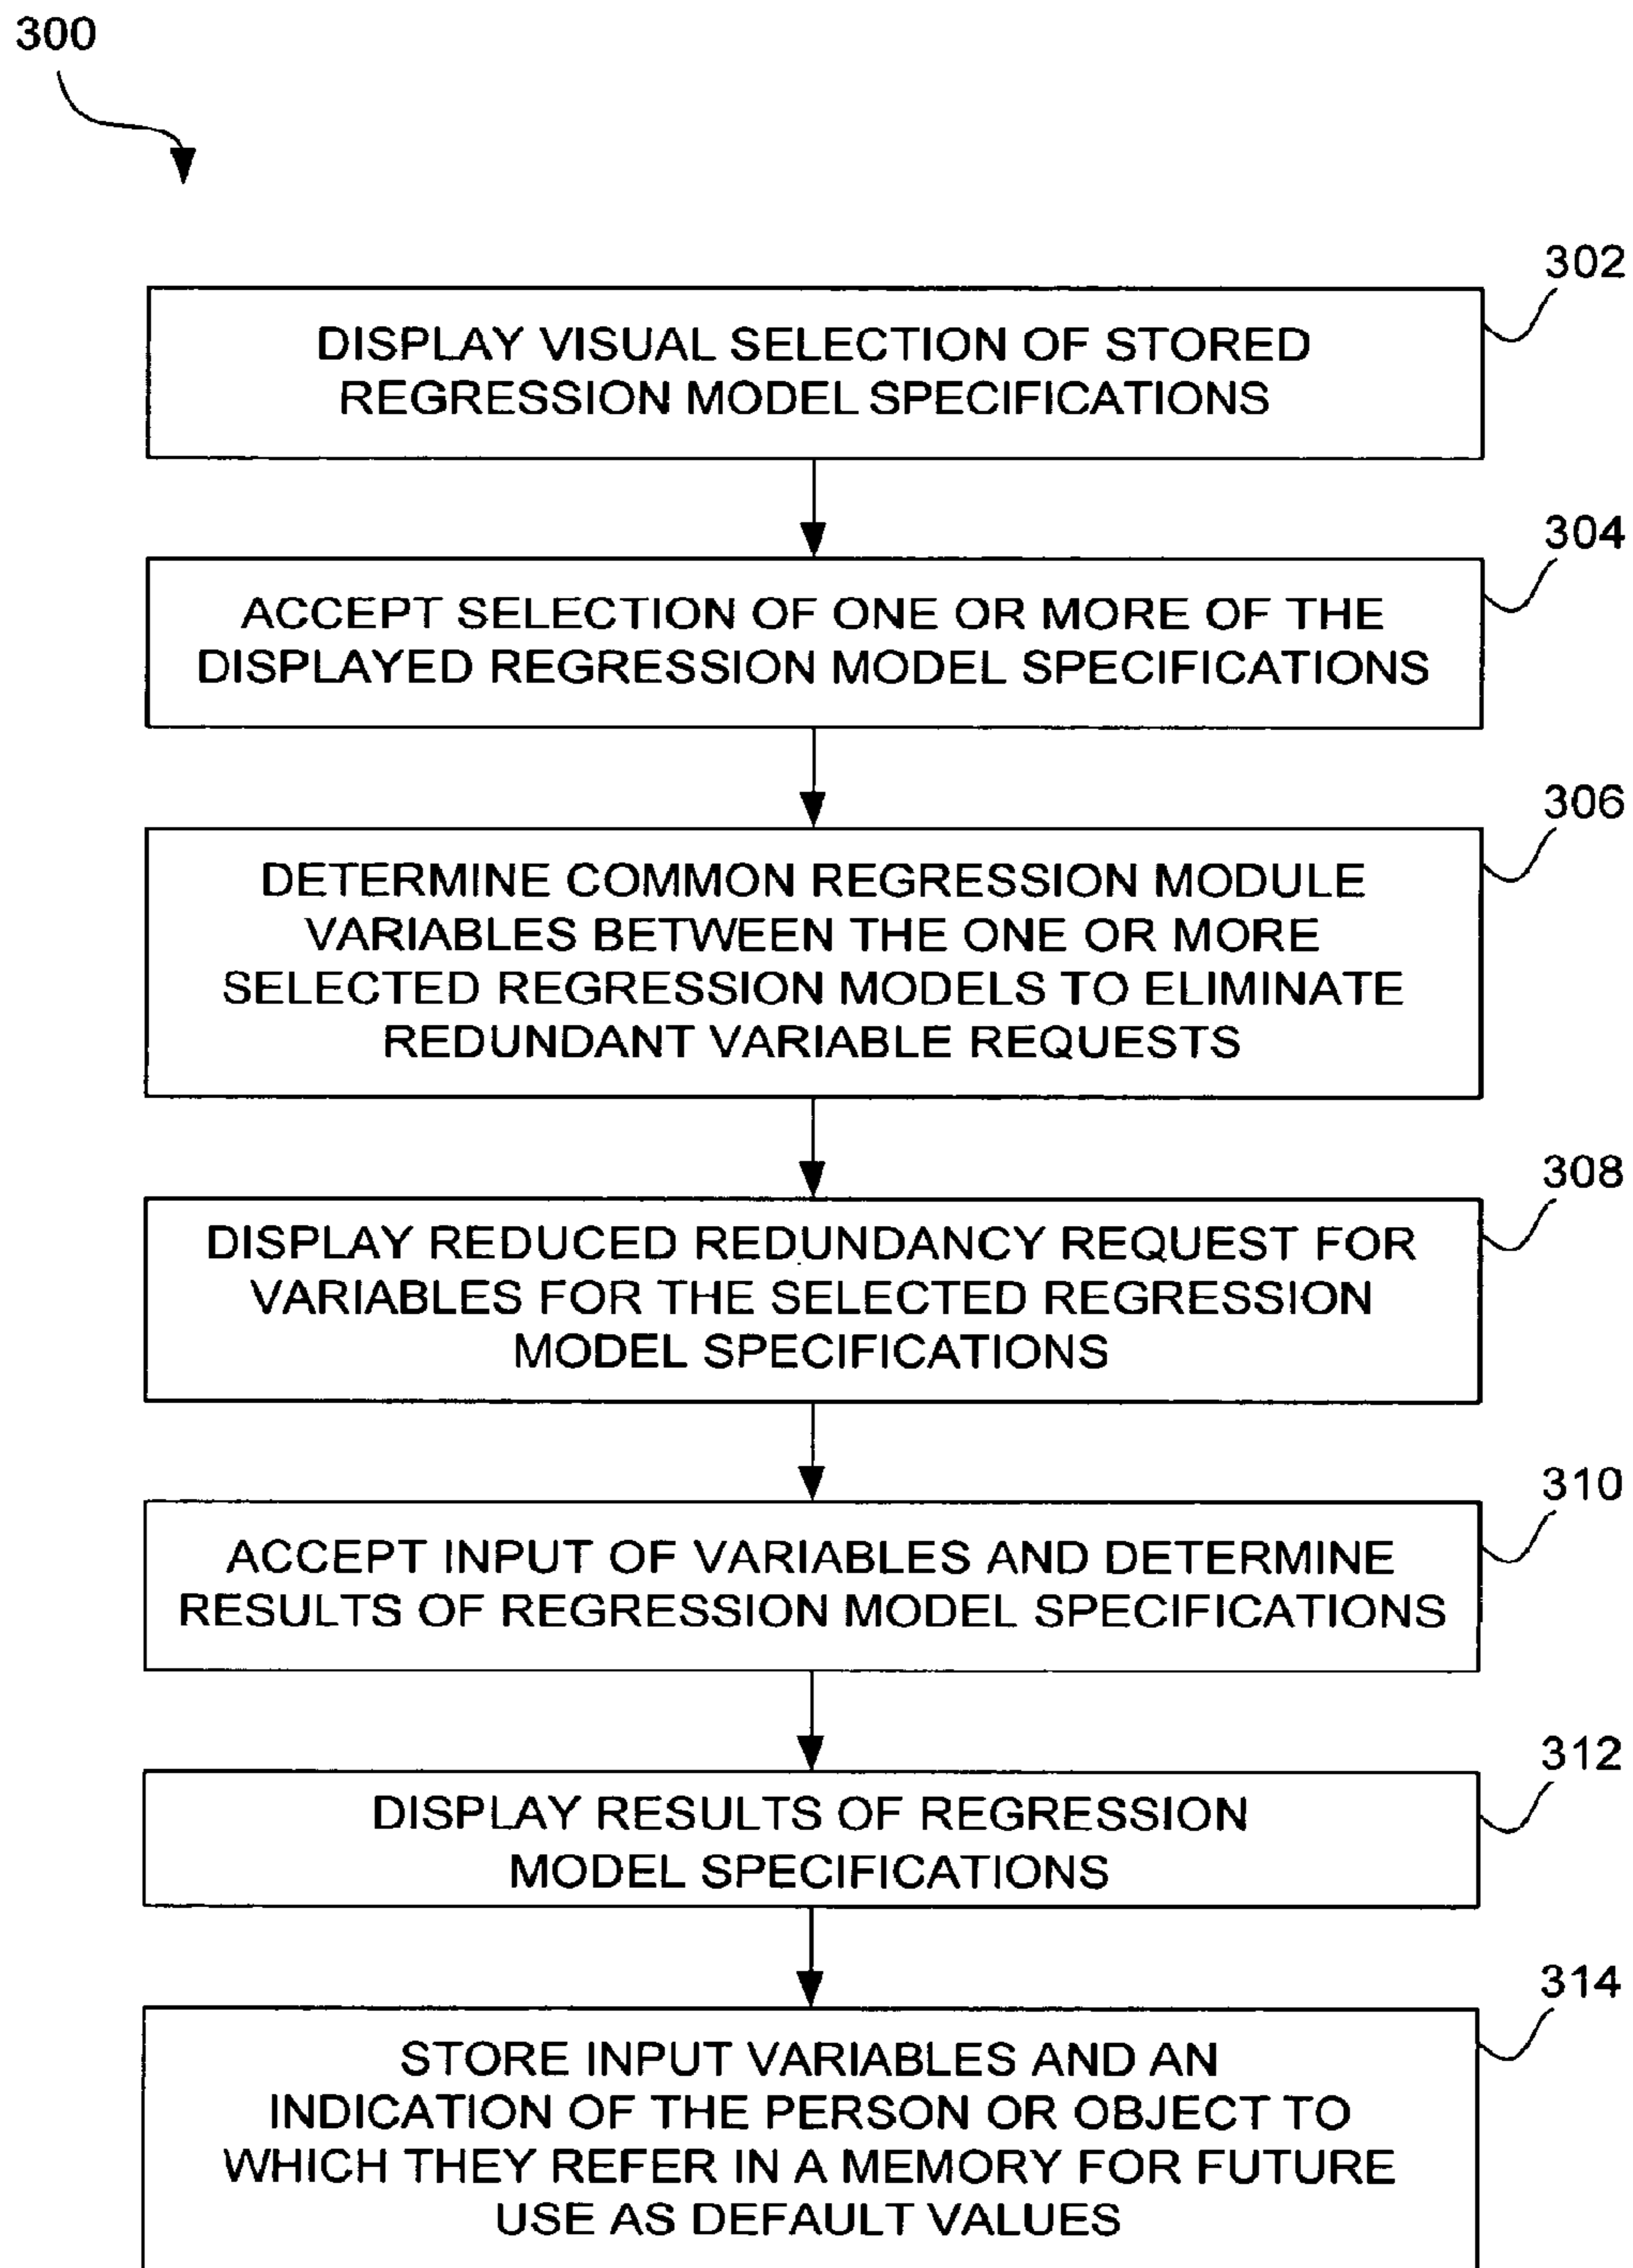 300
302
DISPLAY VISUAL SELECTION OF STORED
REGRESSION MODEL SPECIFICATIONS
304
ACCEPT SELECTION OF ONE OR MORE OF THE
DISPLAYED REGRESSION MODEL SPECIFICATIONS
306
DETERMINE COMMON REGRESSION MODULE
VARIABLES BETWEEN THE ONE OR MORE
SELECTED REGRESSION MODELS TO ELIMINATE
REDUNDANT VARIABLE REQUESTS
308
DISPLAY REDUCED REDUNDANCY REQUEST FOR
VARIABLES FOR THE SELECTED REGRESSION
MODEL SPECIFICATIONS
310
ACCEPT INPUT OF VARIABLES AND DETERMINE
RESULTS OF REGRESSION MODEL SPECIFICATIONS
312
DISPLAY RESULTS OF REGRESSION
MODEL SPECIFICATIONS
314
STORE INPUT VARIABLES AND AN
INDICATION OF THE PERSON OR OBJECT TO
WHICH THEY REFER IN A MEMORY FOR FUTURE
USE AS DEFAULT VALUES